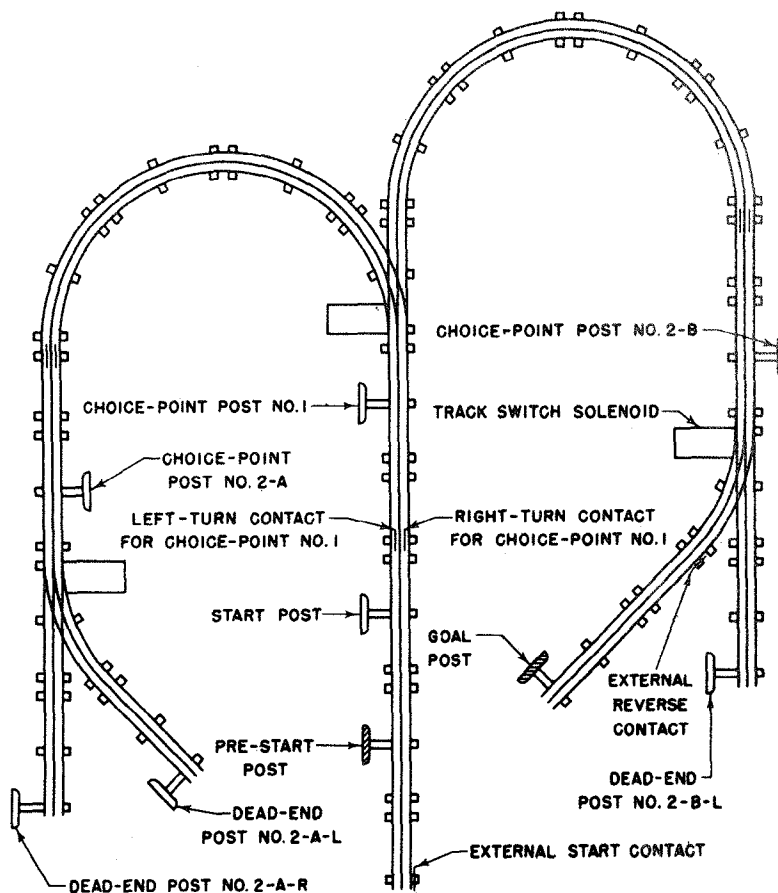 CHOICE-POINT POST NO. 2-B
CHOICE-POINT POST NO. 1
TRACK SWITCH SOLENOID
CHOICE-POINT
POST NO. 2-A
LEFT-TURN CONTACT
FOR CHOICE-POINT NO. 1
RIGHT-TURN CONTACT
FOR CHOICE-POINT NO. 1
START POST
GOAL
POST
EXTERNAL
REVERSE
CONTACT
PRE-START
POST
DEAD-END
POST NO. 2-B-L
DEAD-END
POST NO. 2-A-L
EXTERNAL START CONTACT
DEAD-END POST NO. 2-A-R